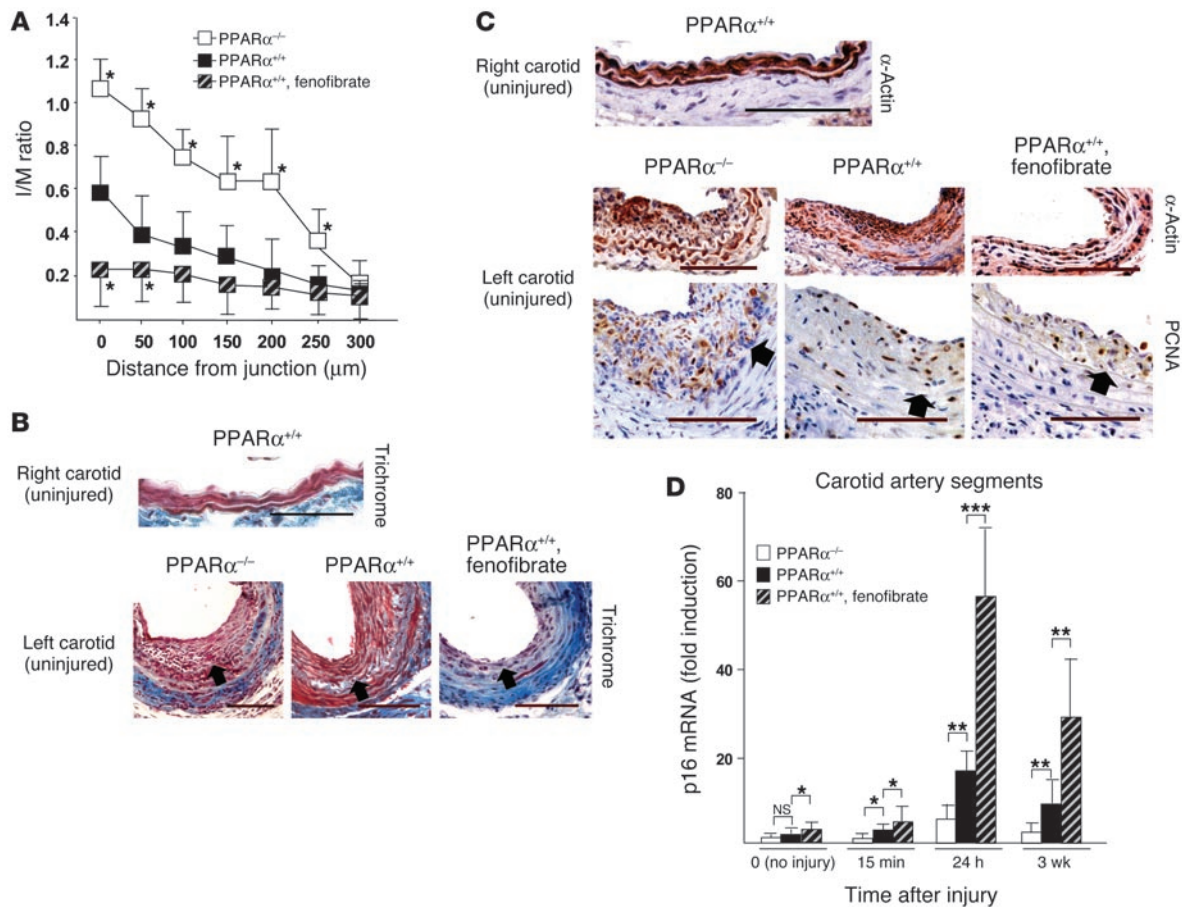 A
PPARα⁻/⁻
PPARα⁺/⁺
PPARα⁺/⁺, fenofibrate
I/M ratio
1.4
1.2
1.0
0.8
0.6
0.4
0.2
* * * * * *
* *
0 50 100 150 200 250 300
Distance from junction (μm)
B
PPARα⁺/⁺
Right carotid
(uninjured)
Trichrome
PPARα⁻/⁻
PPARα⁺/⁺
PPARα⁺/⁺,
fenofibrate
Left carotid
(uninjured)
Trichrome
C
PPARα⁺/⁺
Right carotid
(uninjured)
α-Actin
PPARα⁻/⁻
PPARα⁺/⁺
PPARα⁺/⁺,
fenofibrate
α-Actin
Left carotid
(uninjured)
PCNA
D
Carotid artery segments
PPARα⁻/⁻
PPARα⁺/⁺
PPARα⁺/⁺, fenofibrate
p16 mRNA (fold induction)
80
60
40
20
NS * * * ** *** ** **
0 (no injury) 15 min 24 h 3 wk
Time after injury